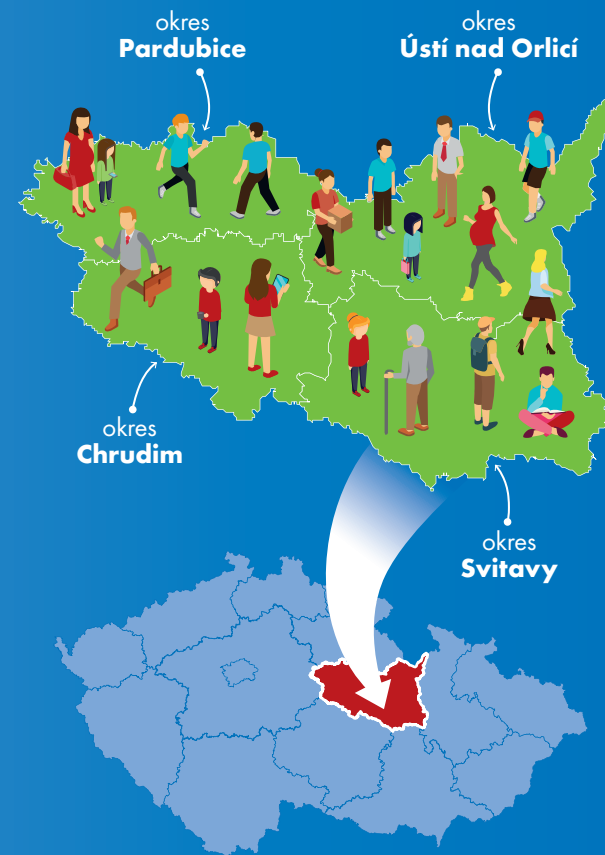 okres
Pardubice
okres
Ústí nad Orlicí
okres
Chrudim
okres
Svitavy